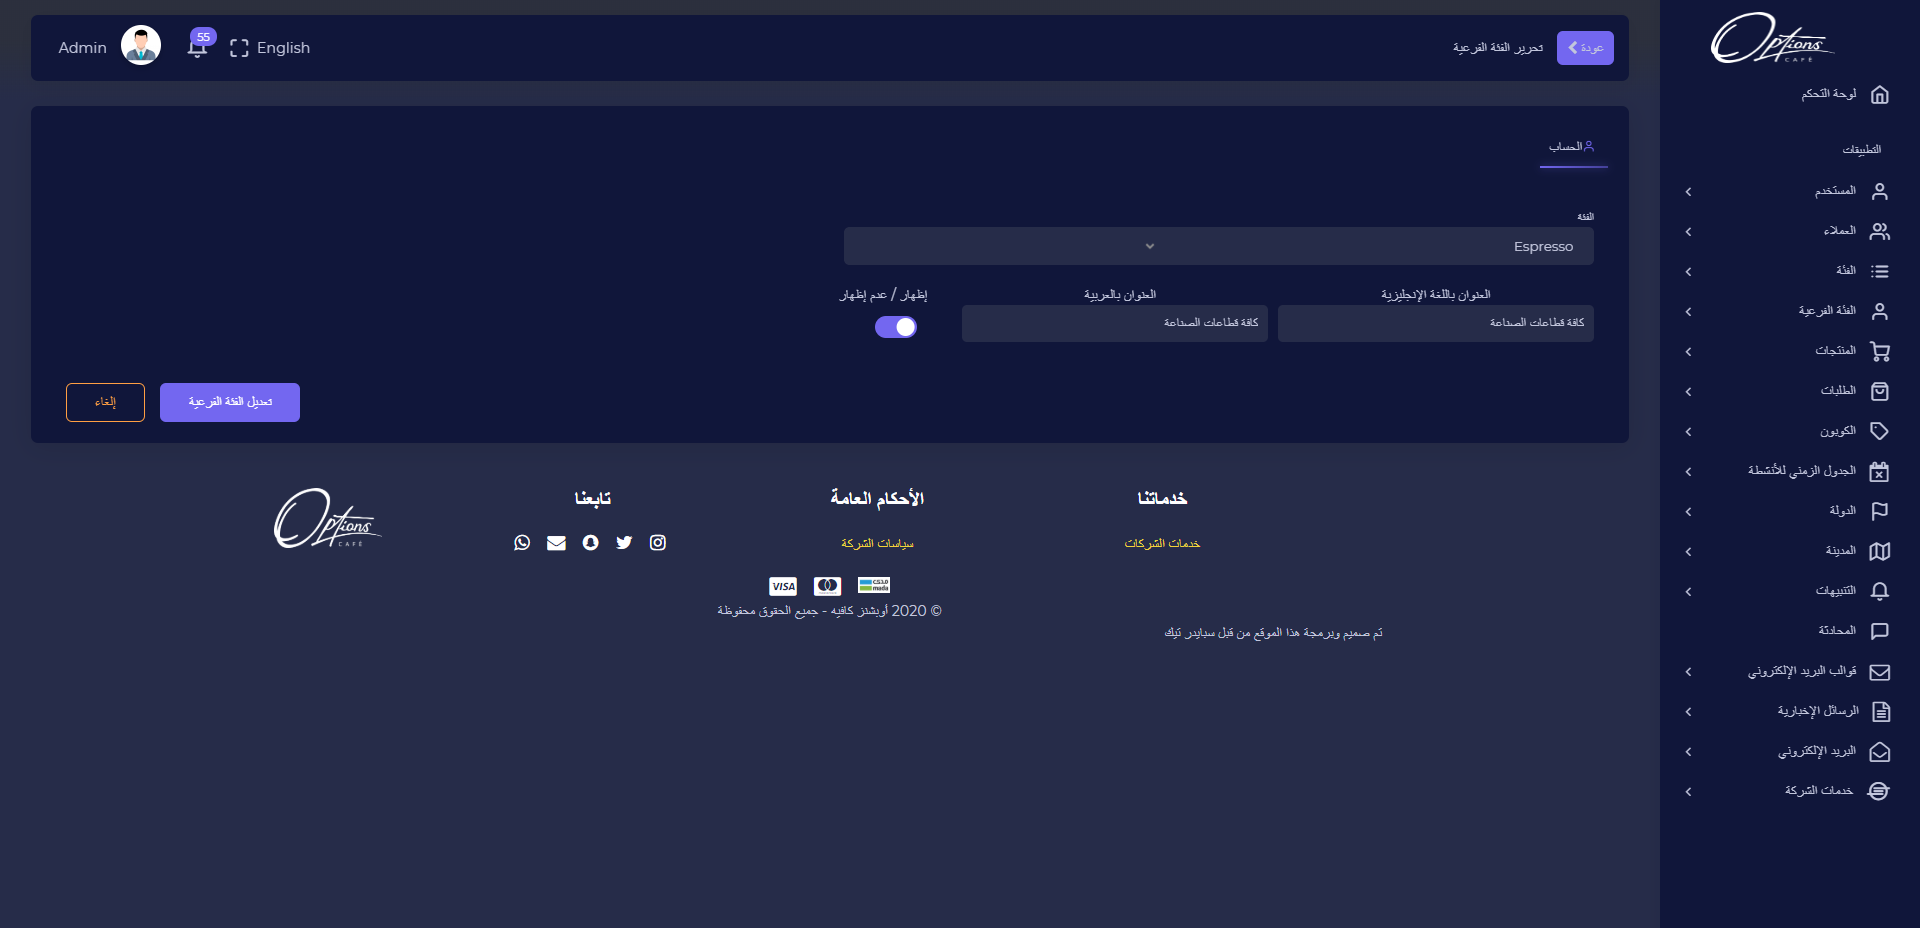 Options
CAFÉ
لوحة التحكم
التطبيقات
المستخدم
العملاء
الفئة
الفئة الفرعية
المنتجات
الطلبات
الكوبون
الجدول الزمني للأنشطة
الدولة
المدينة
التنبيهات
المحادثة
قوالب البريد الإلكتروني
الرسائل الإخبارية
البريد الإلكتروني
خدمات الشركة
عودة
تحرير الفئة الفرعية
English
55
Admin
الحساب
الفئة
Espresso
العنوان باللغة الإنجليزية
العنوان بالعربية
إظهار / عدم إظهار
كافة قطاعات الصناعة
كافة قطاعات الصناعة
تعديل الفئة الفرعية
إلغاء
خدماتنا
الأحكام العامة
تابعنا
Options
CAFÉ
خدمات الشركات
سياسات الشركة
mada
VISA
© 2020 أوبشنز كافيه - جميع الحقوق محفوظة
تم صميم وبرمجة هذا الموقع من قبل سبايدر تيك